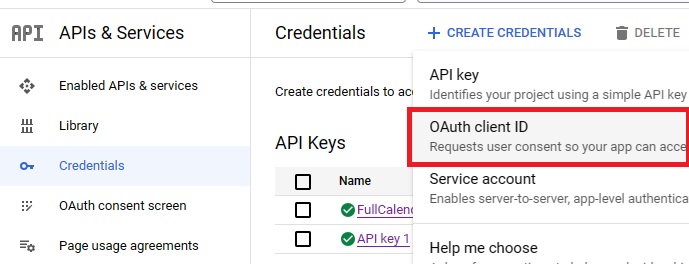 API APIs & Services
Credentials
+ CREATE CREDENTIALS
DELETE
Enabled APIs & services
Library
Credentials
OAuth consent screen
Page usage agreements
Create credentials to acc
API Keys
Name
FullCalend
API key 1
API key
Identifies your project using a simple API key
OAuth client ID
Requests user consent so your app can acce
Service account
Enables server-to-server, app-level authentica
Help me choose